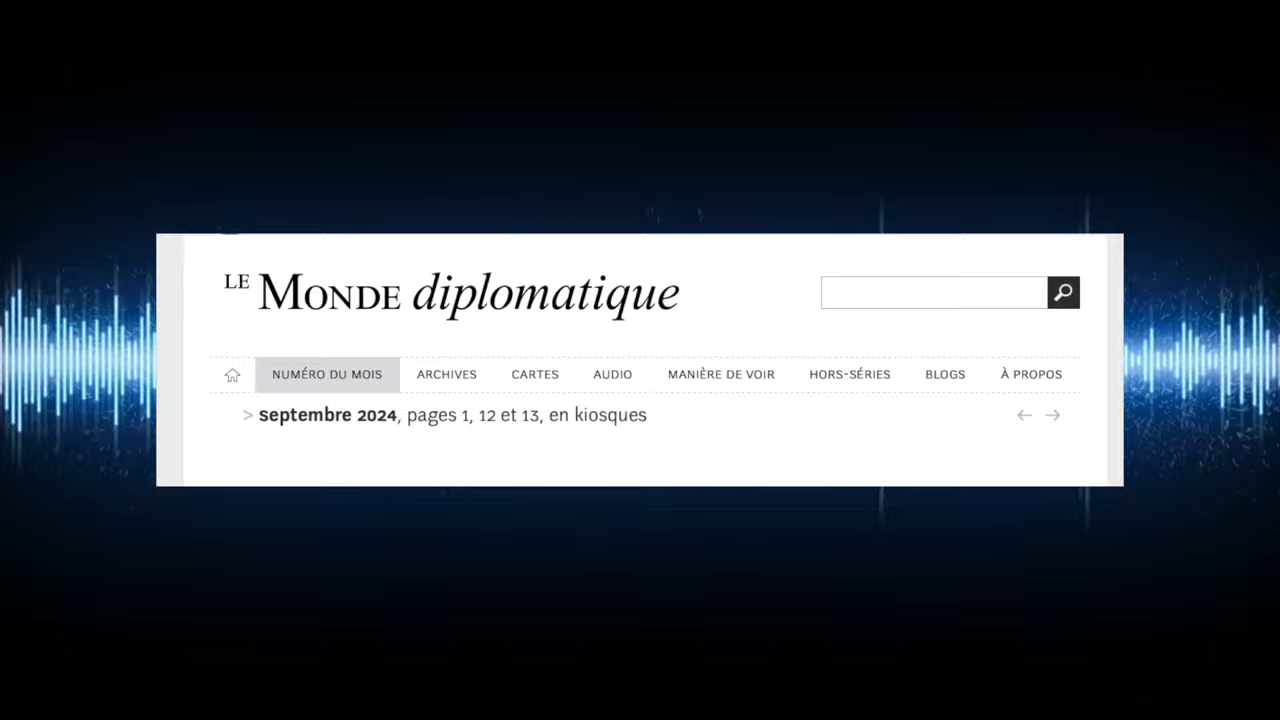 LE MONDE diplomatique
NUMÉRO DU MOIS ARCHIVES CARTES AUDIO MANIÈRE DE VOIR HORS-SÉRIES BLOGS À PROPOS
> septembre 2024, pages 1, 12 et 13, en kiosques